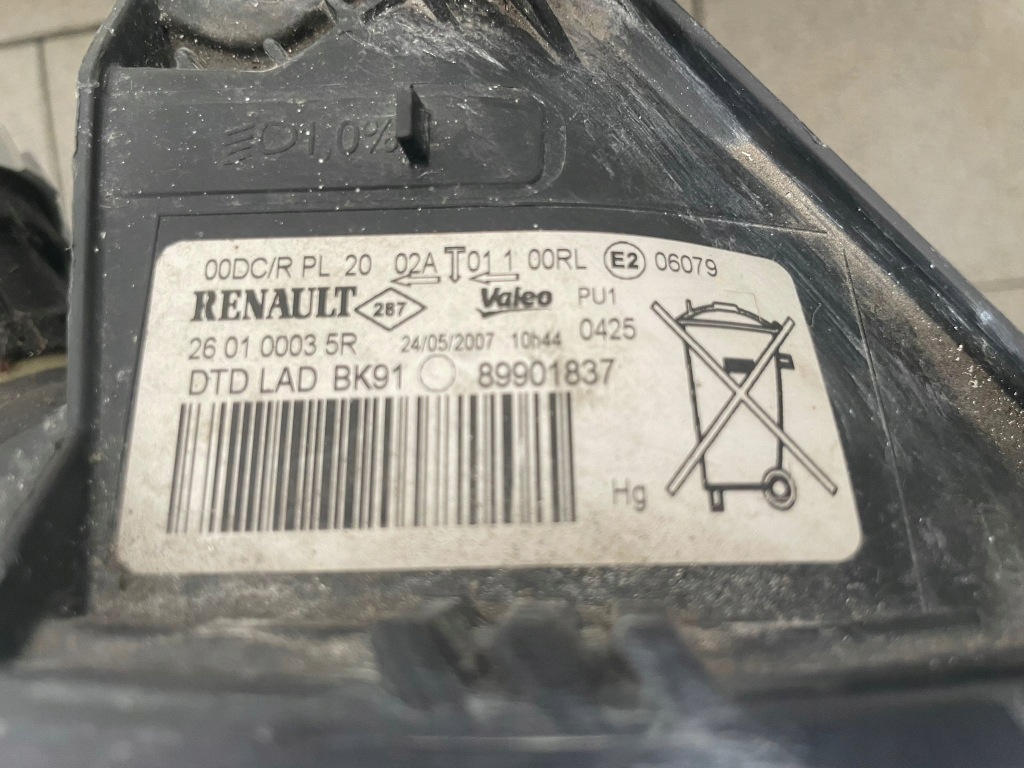 1,0%
00DC/R PL 20 02A 01 1 00RL E2 06079
RENAULT 287 Valeo PU1
26 01 0003 5R 24/05/2007 10h44 0425
DTD LAD BK91 89901837
Hg